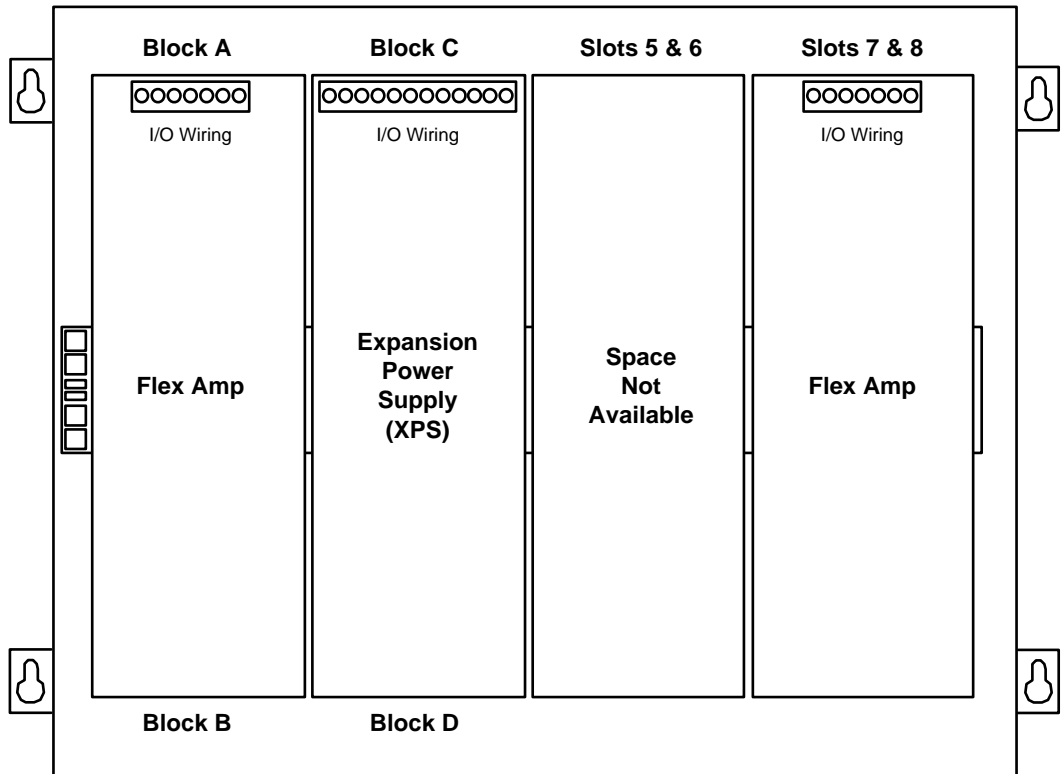 Block A Block C Slots 5 & 6 Slots 7 & 8
I/O Wiring I/O Wiring I/O Wiring
Flex Amp
Expansion
Power
Supply
(XPS)
Space
Not
Available
Flex Amp
Block B Block D